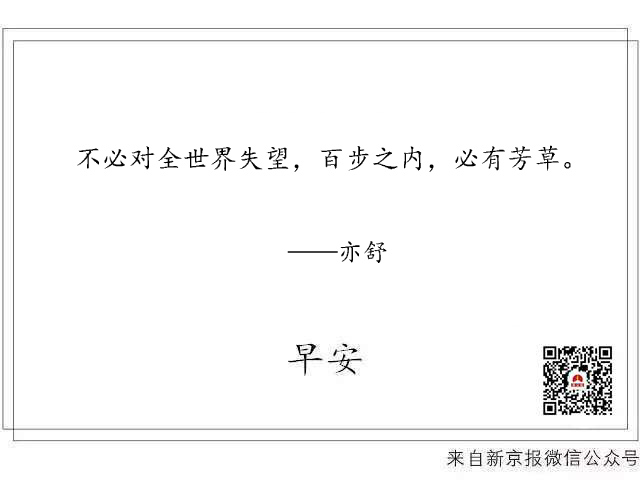 不必对全世界失望，百步之内，必有芳草。
——亦舒
早安
来自新京报微信公众号